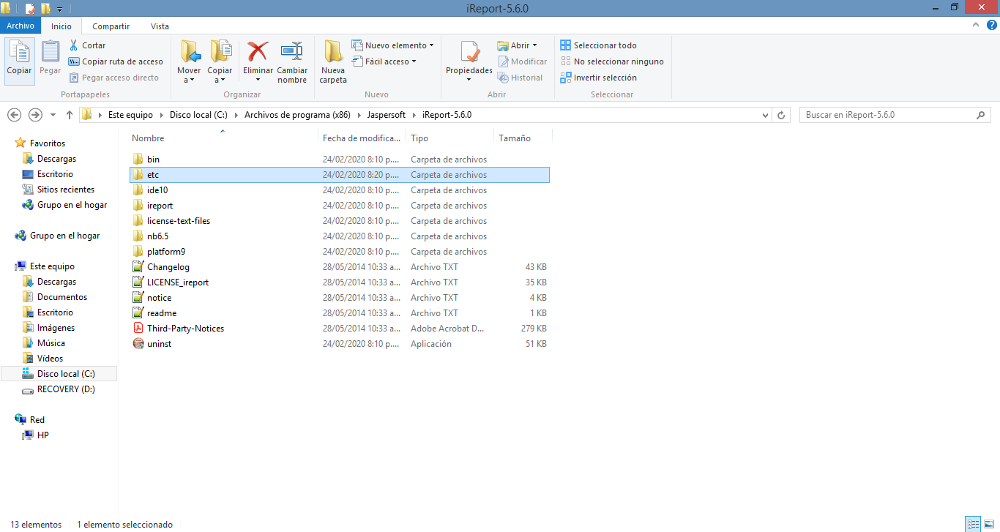 iReport-5.6.0
Archivo Inicio Compartir Vista
Copiar
Pegar
Cortar
Copiar ruta de acceso
Pegar acceso directo
Portapapeles
Mover a
Copiar a
Eliminar
Cambiar nombre
Organizar
Nueva carpeta
Nuevo elemento
Fácil acceso
Nuevo
Propiedades
Abrir
Modificar
Historial
Abrir
Seleccionar todo
No seleccionar ninguno
Invertir selección
Seleccionar
Este equipo Disco local (C:) Archivos de programa (x86) Jaspersoft iReport-5.6.0
Buscar en iReport-5.6.0
Favoritos
Descargas
Escritorio
Sitios recientes
Grupo en el hogar
Grupo en el hogar
Este equipo
Descargas
Documentos
Escritorio
Imágenes
Música
Vídeos
Disco local (C:)
RECOVERY (D:)
Red
HP
Nombre Fecha de modifica... Tipo Tamaño
bin 24/02/2020 8:10 p.... Carpeta de archivos
etc 24/02/2020 8:20 p.... Carpeta de archivos
ide10 24/02/2020 8:10 p.... Carpeta de archivos
ireport 24/02/2020 8:10 p.... Carpeta de archivos
license-text-files 24/02/2020 8:10 p.... Carpeta de archivos
nb6.5 24/02/2020 8:10 p.... Carpeta de archivos
platform9 24/02/2020 8:10 p.... Carpeta de archivos
Changelog 28/05/2014 10:33 a... Archivo TXT 43 KB
LICENSE_ireport 28/05/2014 10:33 a... Archivo TXT 35 KB
notice 28/05/2014 10:33 a... Archivo TXT 4 KB
readme 28/05/2014 10:33 a... Archivo TXT 1 KB
Third-Party-Notices 28/05/2014 10:33 a... Adobe Acrobat D... 279 KB
uninst 24/02/2020 8:10 p.... Aplicación 51 KB
13 elementos 1 elemento seleccionado